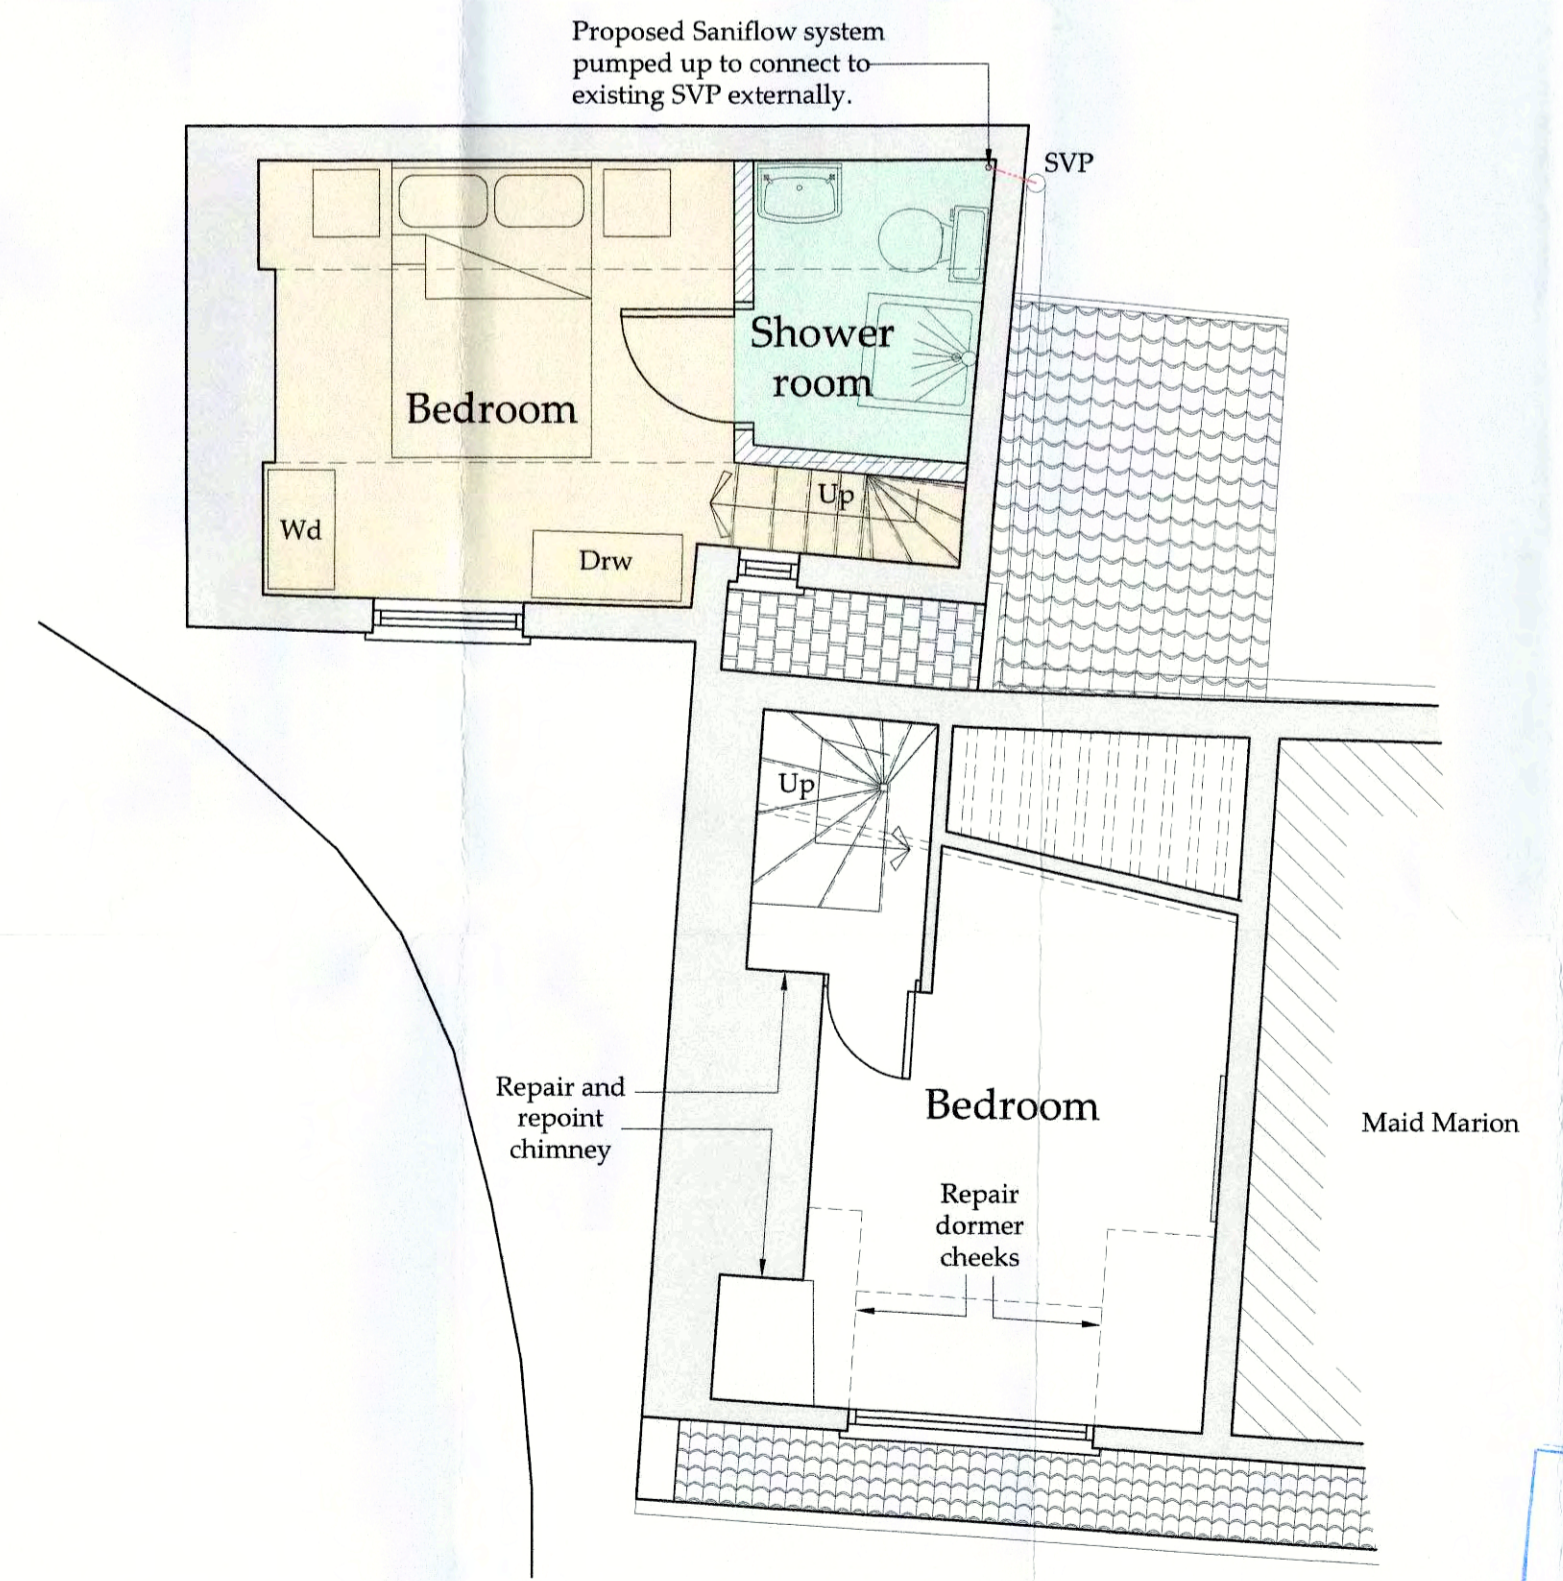 Proposed Saniflow system
pumped up to connect to
existing SVP externally.
SVP
Shower
room
Bedroom
Up
Wd
Drw
Up
Repair and
repoint
chimney
Bedroom
Maid Marion
Repair
dormer
cheeks